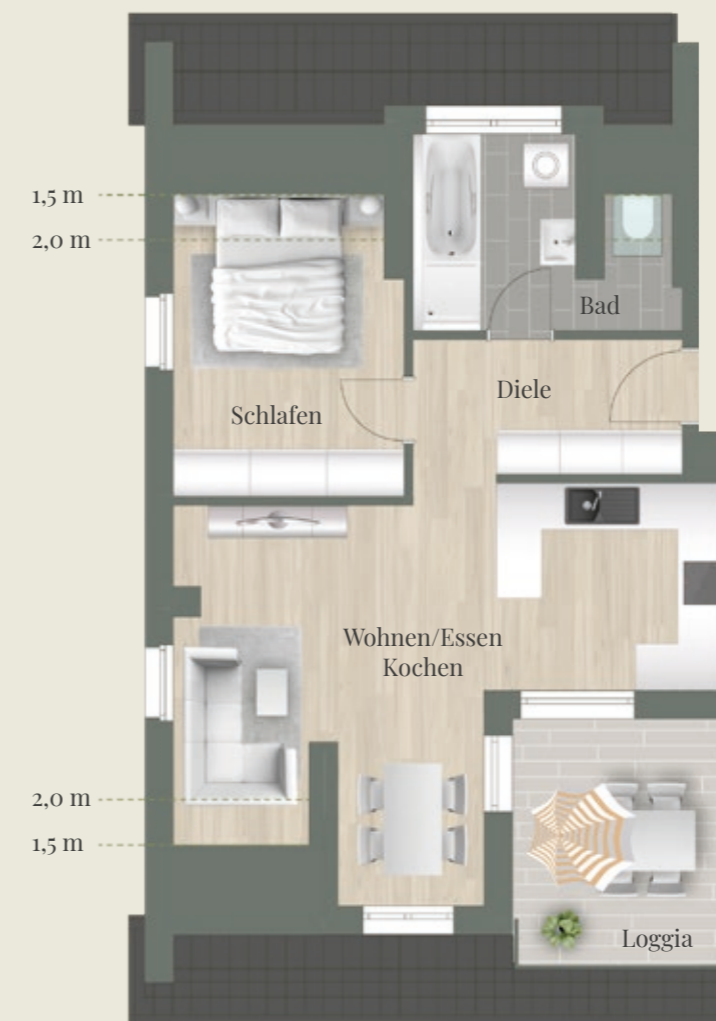 1,5 m
2,0 m
Bad
Diele
Schlafen
Wohnen/Essen
Kochen
2,0 m
1,5 m
Loggia